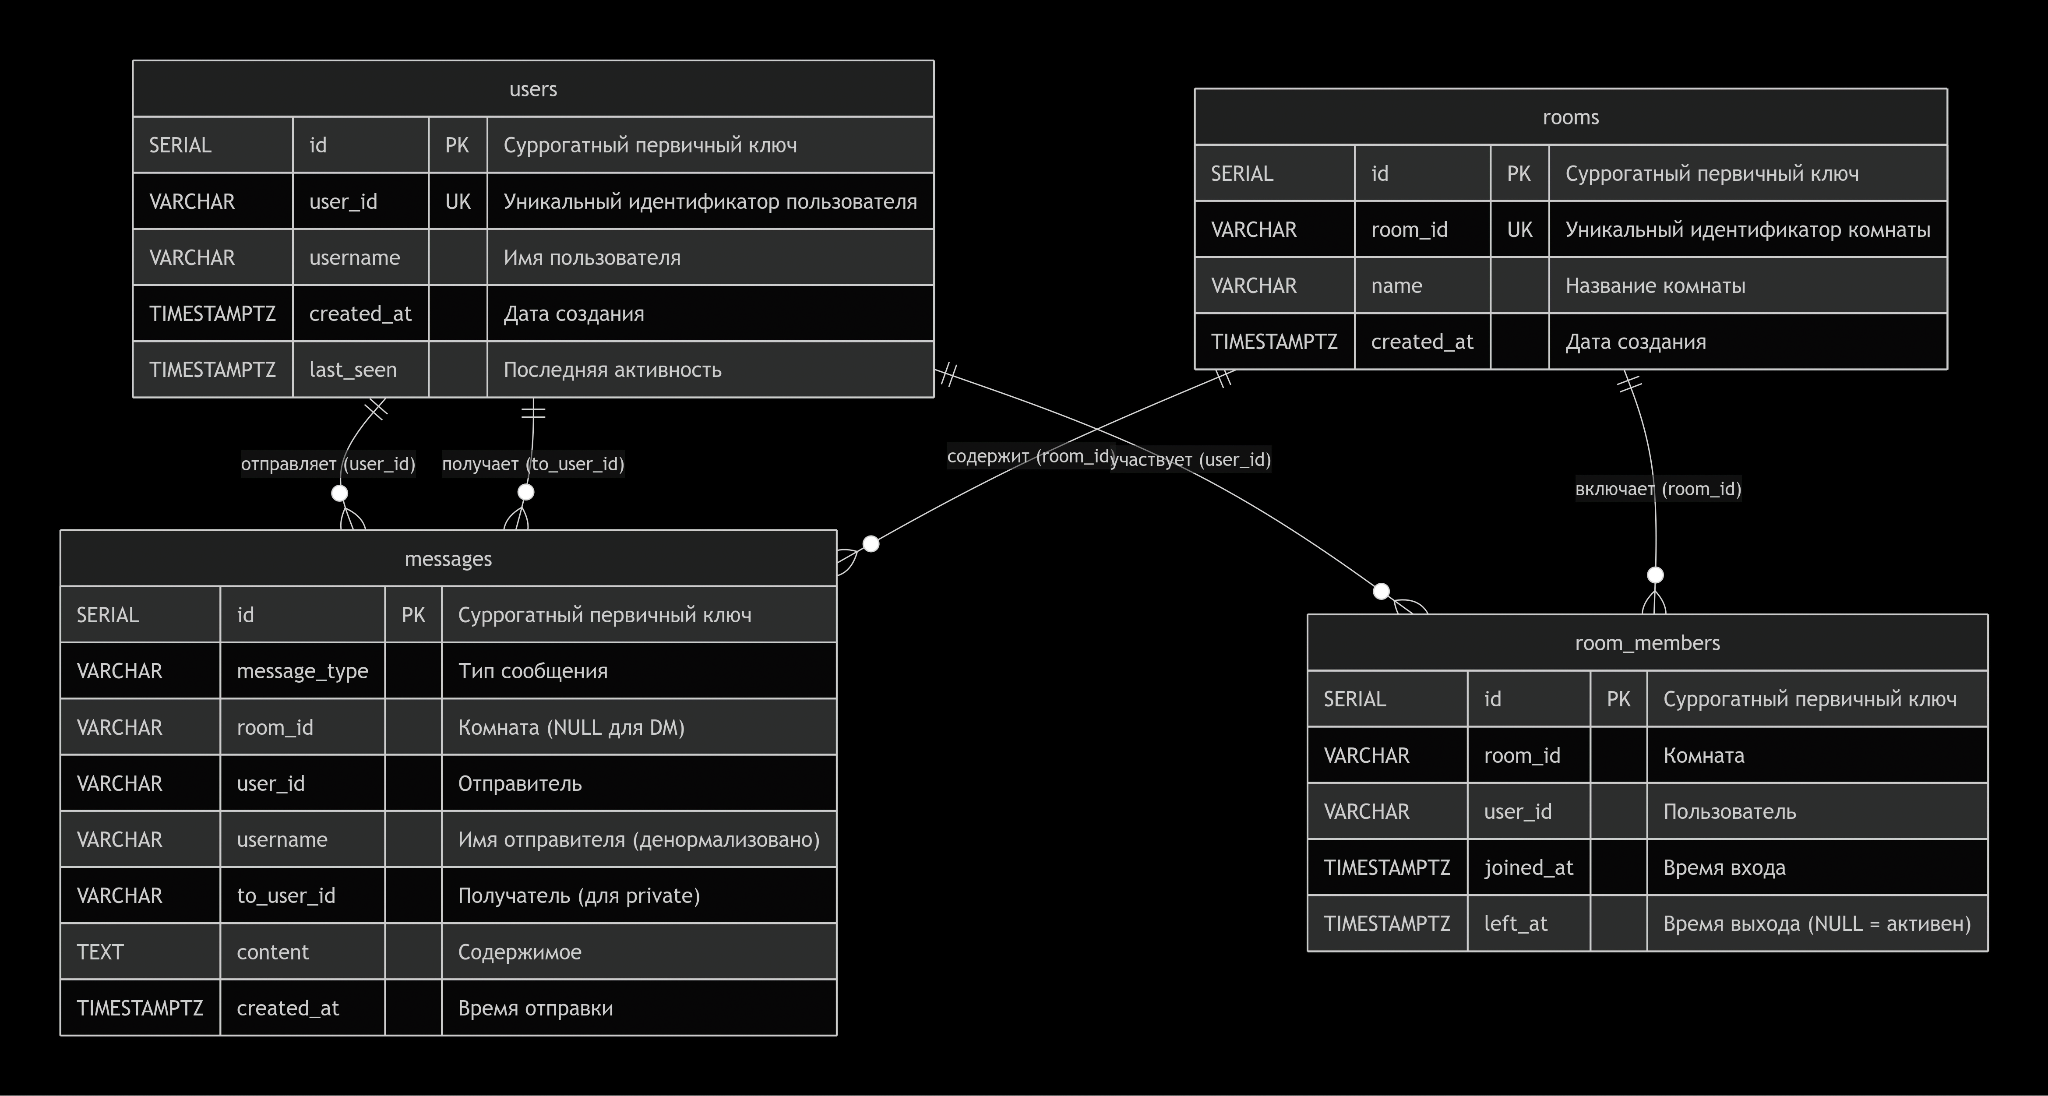 users
SERIAL id PK Суррогатный первичный ключ
VARCHAR user_id UK Уникальный идентификатор пользователя
VARCHAR username Имя пользователя
TIMESTAMPTZ created_at Дата создания
TIMESTAMPTZ last_seen Последняя активность
rooms
SERIAL id PK Суррогатный первичный ключ
VARCHAR room_id UK Уникальный идентификатор комнаты
VARCHAR name Название комнаты
TIMESTAMPTZ created_at Дата создания
отправляет (user_id)
получает (to_user_id)
содержит (room_id)
участвует (user_id)
включает (room_id)
messages
SERIAL id PK Суррогатный первичный ключ
VARCHAR message_type Тип сообщения
VARCHAR room_id Комната (NULL для DM)
VARCHAR user_id Отправитель
VARCHAR username Имя отправителя (денормализовано)
VARCHAR to_user_id Получатель (для private)
TEXT content Содержимое
TIMESTAMPTZ created_at Время отправки
room_members
SERIAL id PK Суррогатный первичный ключ
VARCHAR room_id Комната
VARCHAR user_id Пользователь
TIMESTAMPTZ joined_at Время входа
TIMESTAMPTZ left_at Время выхода (NULL = активен)